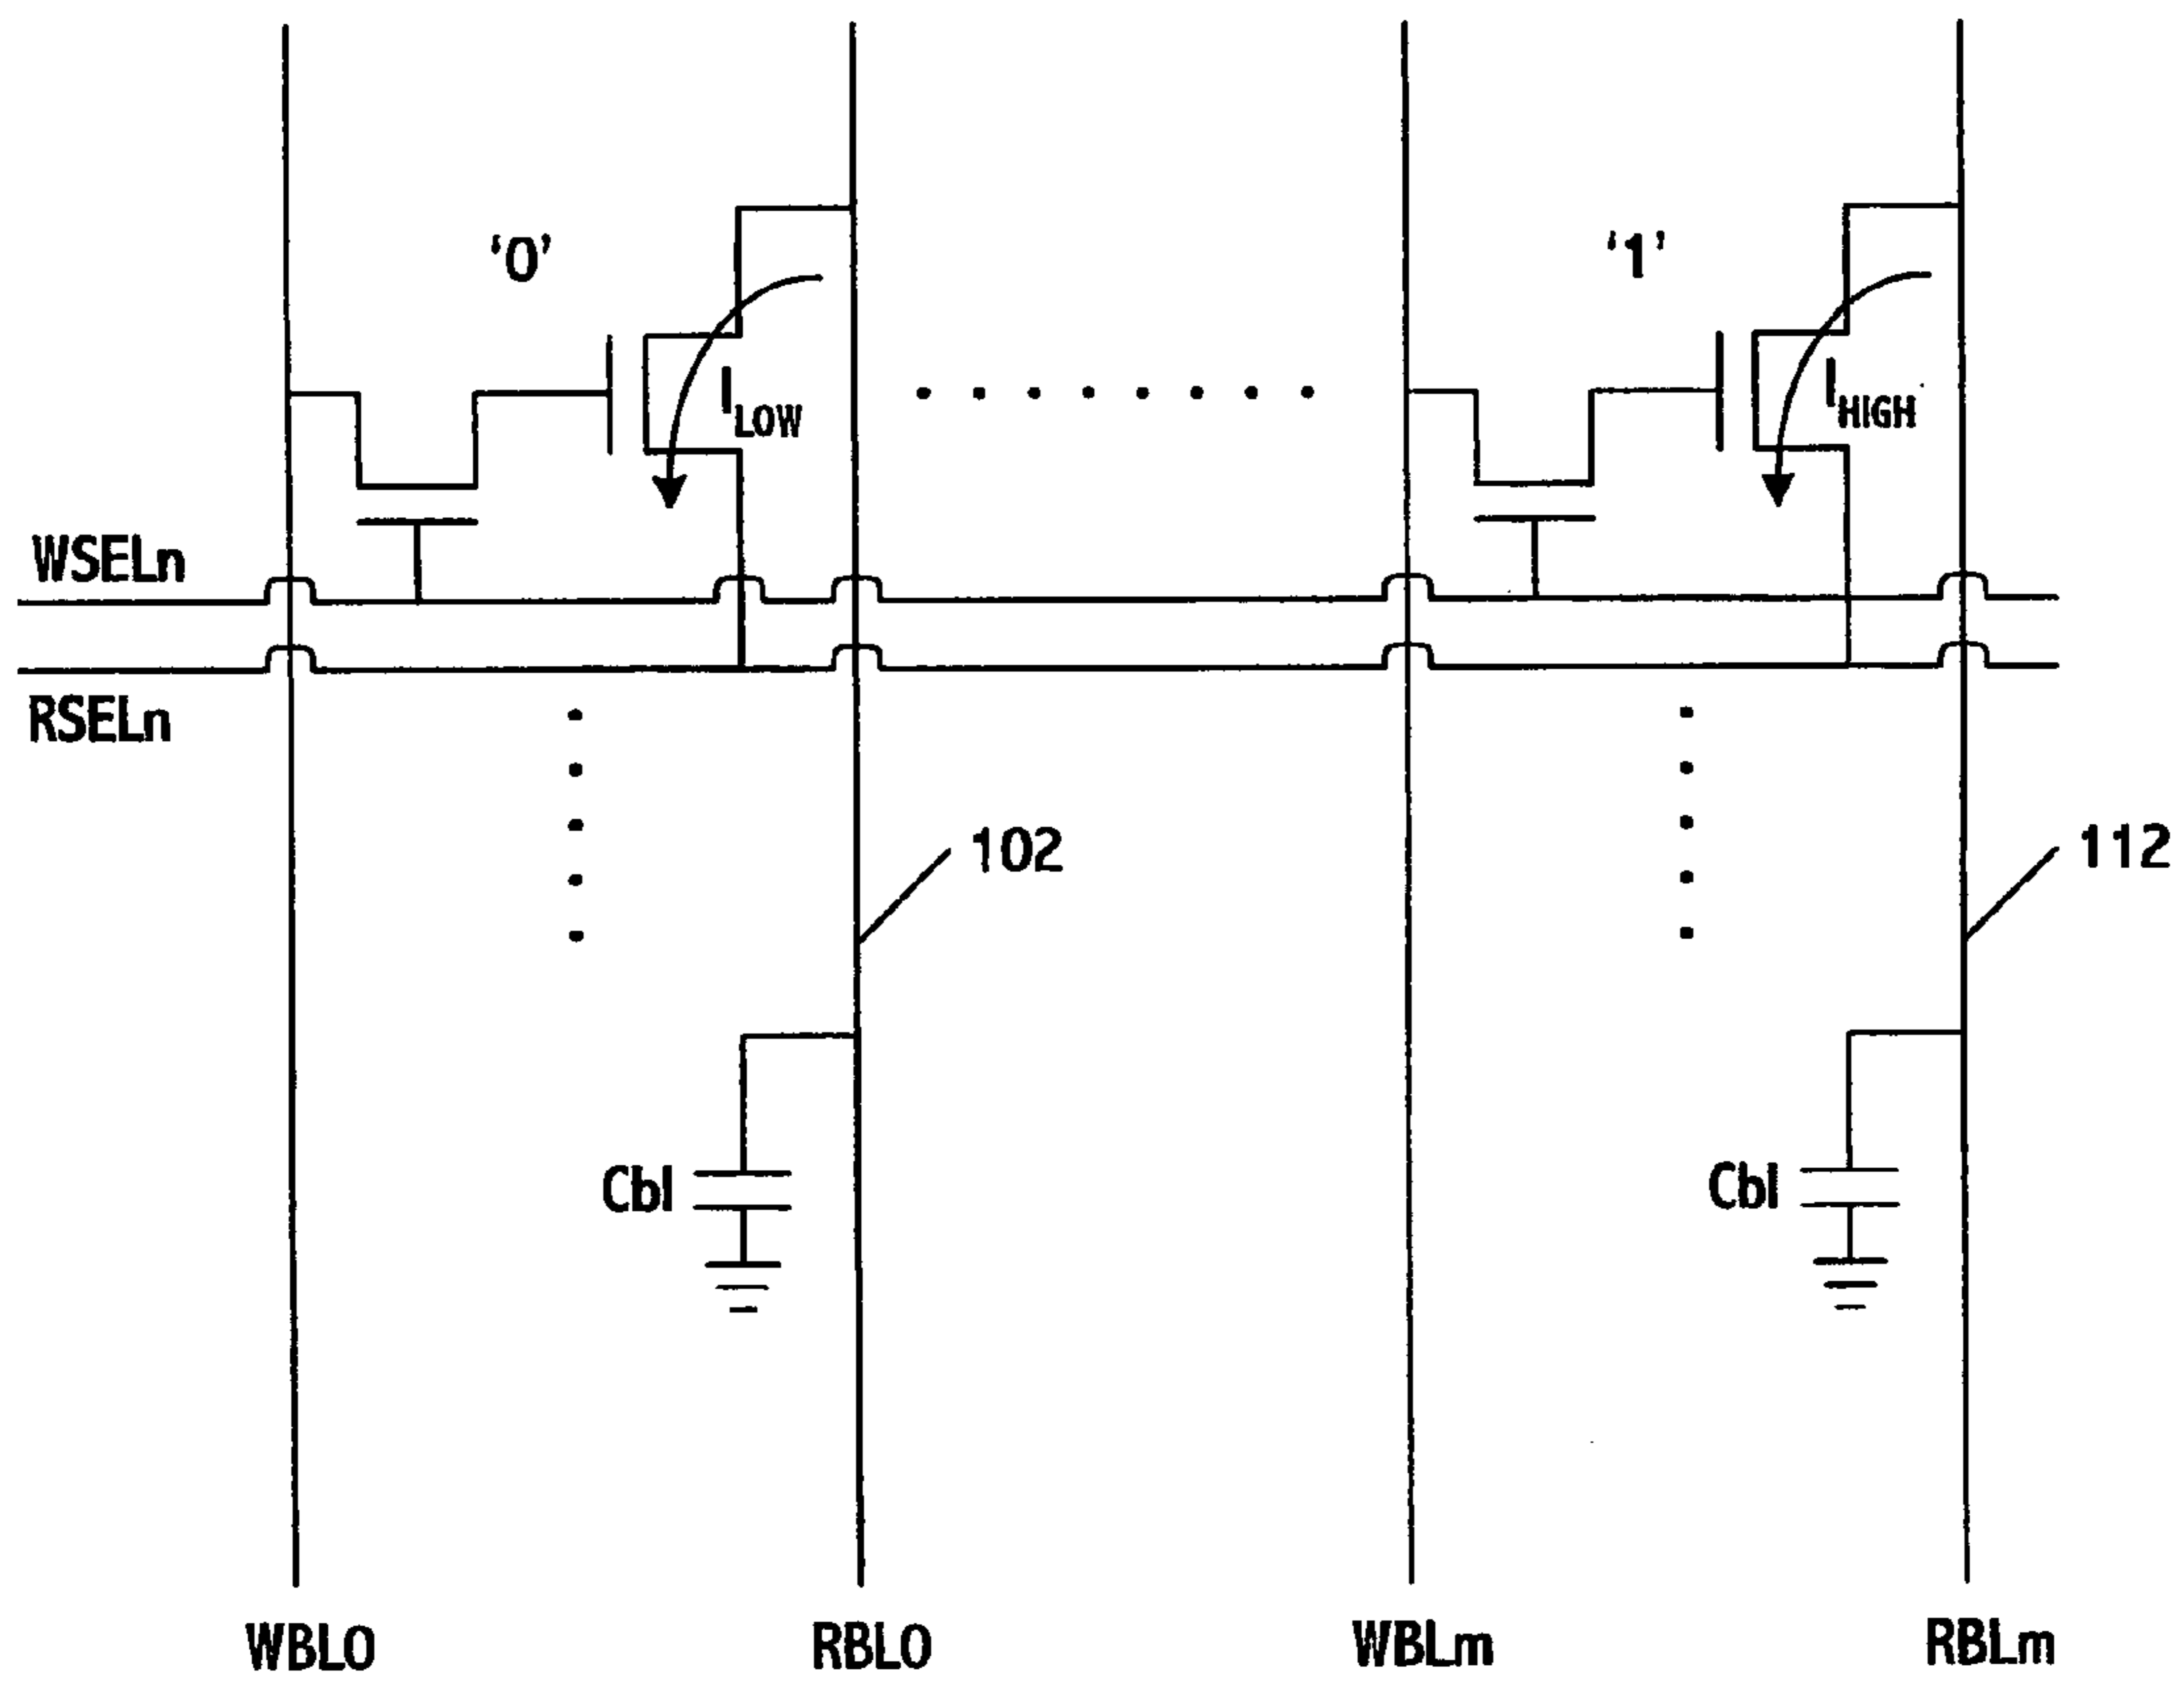 ‘0’
‘1’
ILOW
IHIGH
WSELn
RSELn
102
112
Cbl
Cbl
WBL0
RBL0
WBLm
RBLm